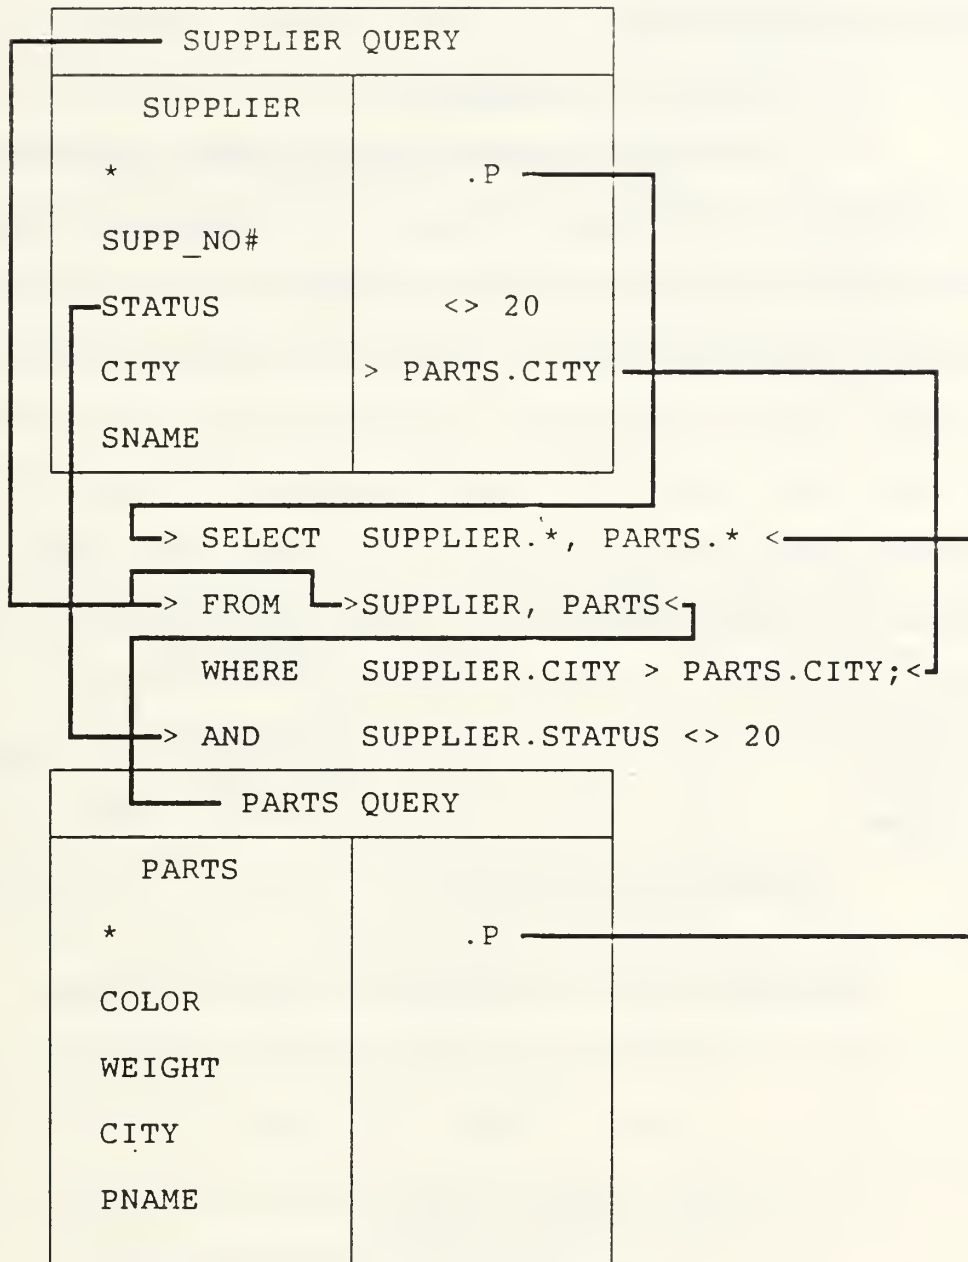 SUPPLIER QUERY
SUPPLIER
* .P
SUPP_NO#
STATUS <> 20
CITY > PARTS.CITY
SNAME
> SELECT SUPPLIER.*, PARTS.* <
> FROM >SUPPLIER, PARTS<
WHERE SUPPLIER.CITY > PARTS.CITY;<
> AND SUPPLIER.STATUS <> 20
PARTS QUERY
PARTS
* .P
COLOR
WEIGHT
CITY
PNAME